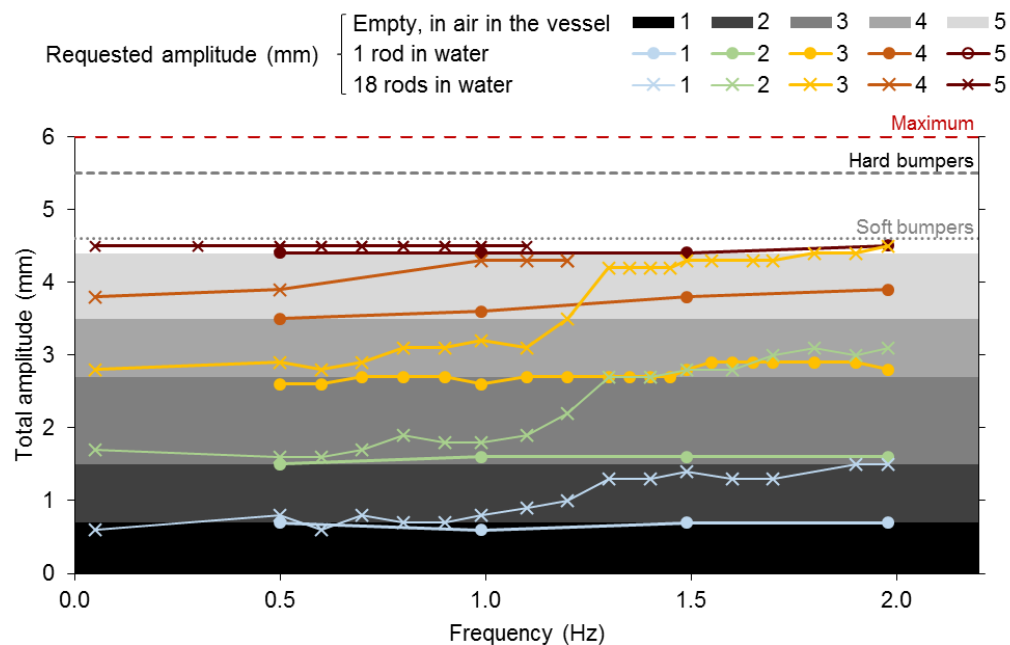 Empty, in air in the vessel 1 2 3 4 5
Requested amplitude (mm) 1 rod in water 1 2 3 4 5
18 rods in water 1 2 3 4 5
Maximum
Hard bumpers
Soft bumpers
6
5
4
3
2
1
0
Total amplitude (mm)
0.0 0.5 1.0 1.5 2.0
Frequency (Hz)